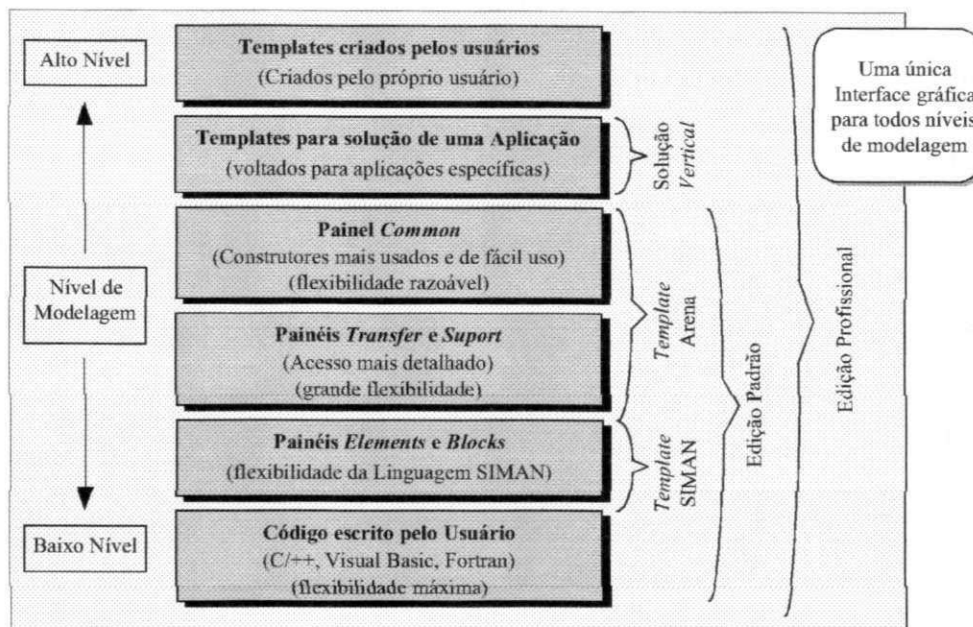 Alto Nível
Nível de
Modelagem
Baixo Nível
Templates criados pelos usuários
(Criados pelo próprio usuário)
Templates para solução de uma Aplicação
(voltados para aplicações específicas)
Painel Common
(Construtores mais usados e de fácil uso)
(flexibilidade razoável)
Painéis Transfer e Suport
(Acesso mais detalhado)
(grande flexibilidade)
Painéis Elements e Blocks
(flexibilidade da Linguagem SIMAN)
Código escrito pelo Usuário
(C/++, Visual Basic, Fortran)
(flexibilidade máxima)
Solução
Vertical
Template
Arena
Template
SIMAN
Edição Padrão
Edição Profissional
Uma única
Interface gráfica
para todos níveis
de modelagem